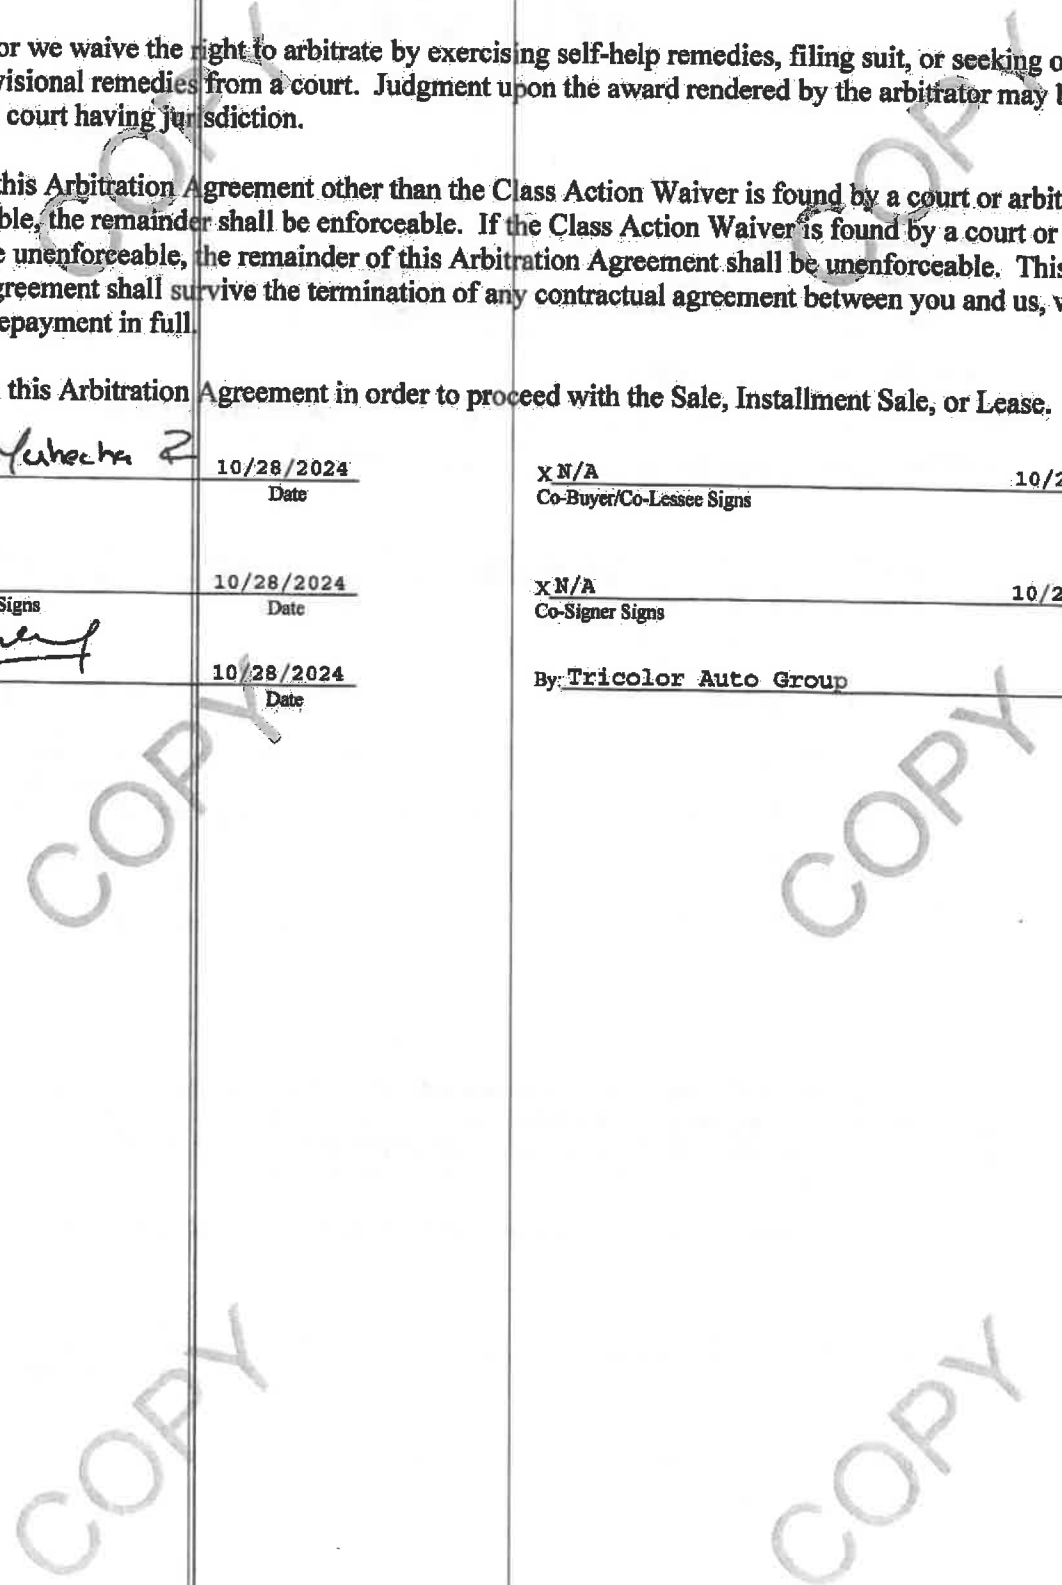 or we waive the right to arbitrate by exercising self-help remedies, filing suit, or seeking o
visional remedies from a court. Judgment upon the award rendered by the arbitrator may b
court having jurisdiction.
his Arbitration Agreement other than the Class Action Waiver is found by a court or arbit
ble, the remainder shall be enforceable. If the Class Action Waiver is found by a court or
e unenforceable, the remainder of this Arbitration Agreement shall be unenforceable. This
greement shall survive the termination of any contractual agreement between you and us, w
epayment in full.
this Arbitration Agreement in order to proceed with the Sale, Installment Sale, or Lease.
10/28/2024 X N/A 10/2
Date Co-Buyer/Co-Lessee Signs
10/28/2024 X N/A 10/2
Signs Date Co-Signer Signs
10/28/2024 By: Tricolor Auto Group
Date
COPY
COPY
COPY
COPY
COPY
COPY